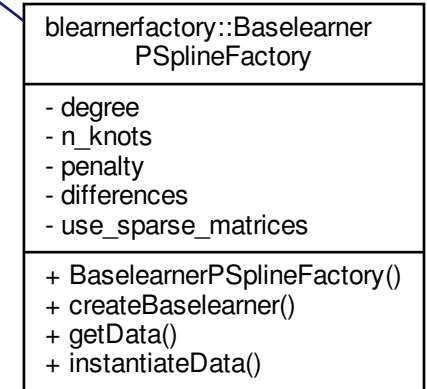 blearnerfactory::Baselearner
PSplineFactory
- degree
- n_knots
- penalty
- differences
- use_sparse_matrices
+ BaselearnerPSplineFactory()
+ createBaselearner()
+ getData()
+ instantiateData()